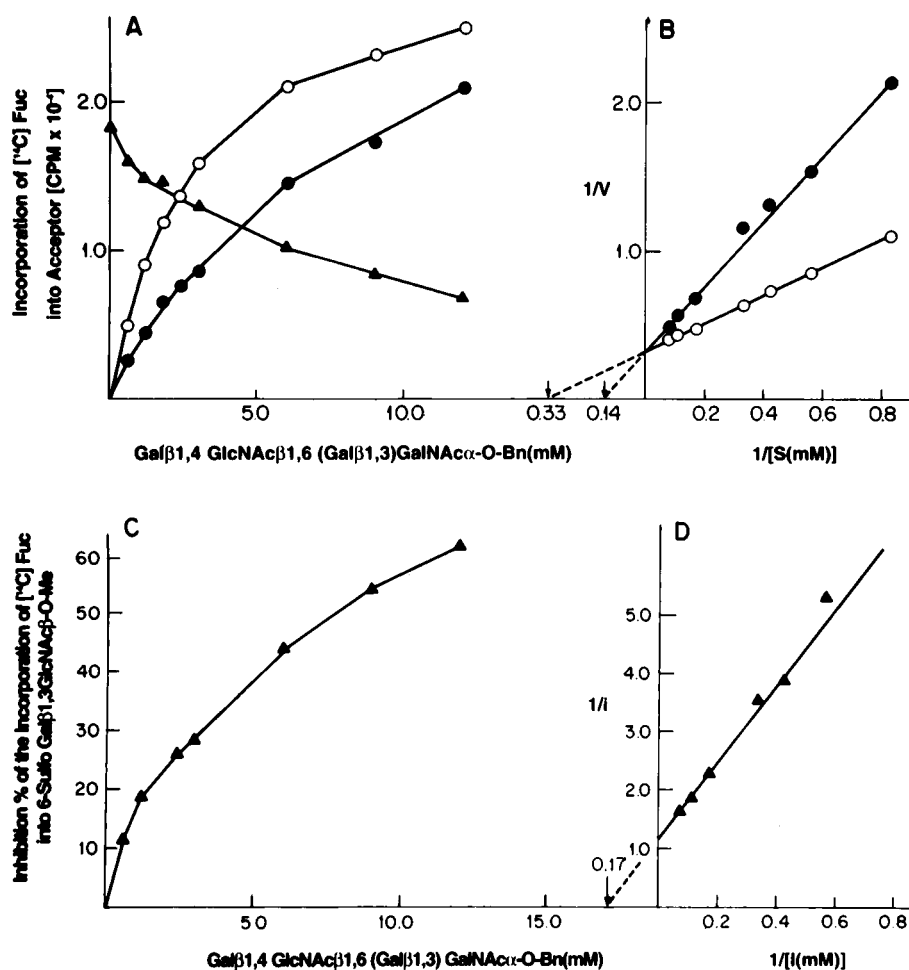 A
B
Incorporation of [¹⁴C] Fuc
into Acceptor [CPM x 10⁻⁴]
2.0
1.0
5.0
10.0
Galβ1,4 GlcNAcβ1,6 (Galβ1,3)GalNAcα-O-Bn(mM)
1/V
2.0
1.0
0.33
0.14
0.2
0.4
0.6
0.8
1/[S(mM)]
C
D
Inhibition % of the Incorporation of [¹⁴C] Fuc
into 6-Sulfo Galβ1,3GlcNAcβ-O-Me
60
50
40
30
20
10
5.0
10.0
15.0
Galβ1,4 GlcNAcβ1,6 (Galβ1,3) GalNAcα-O-Bn(mM)
1/i
5.0
4.0
3.0
2.0
1.0
0.17
0.2
0.4
0.6
0.8
1/[I(mM)]